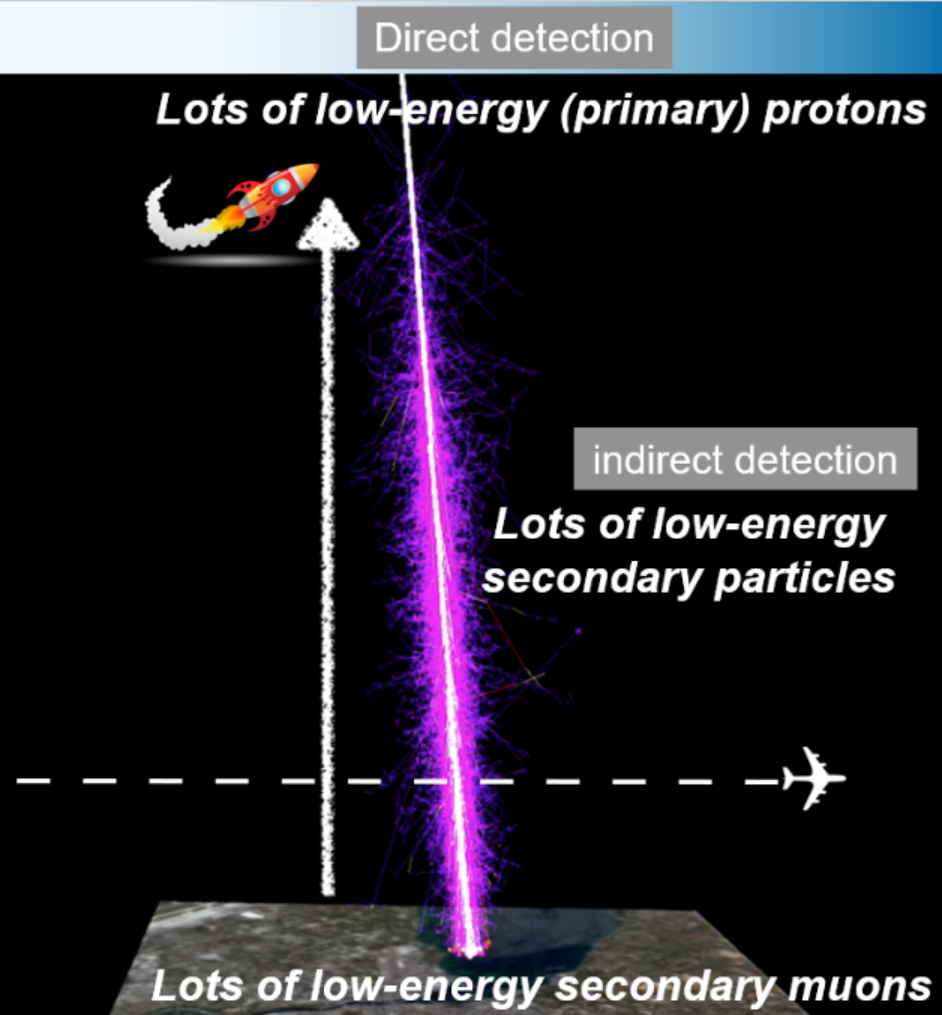 Direct detection
Lots of low-energy (primary) protons
indirect detection
Lots of low-energy
secondary particles
Lots of low-energy secondary muons